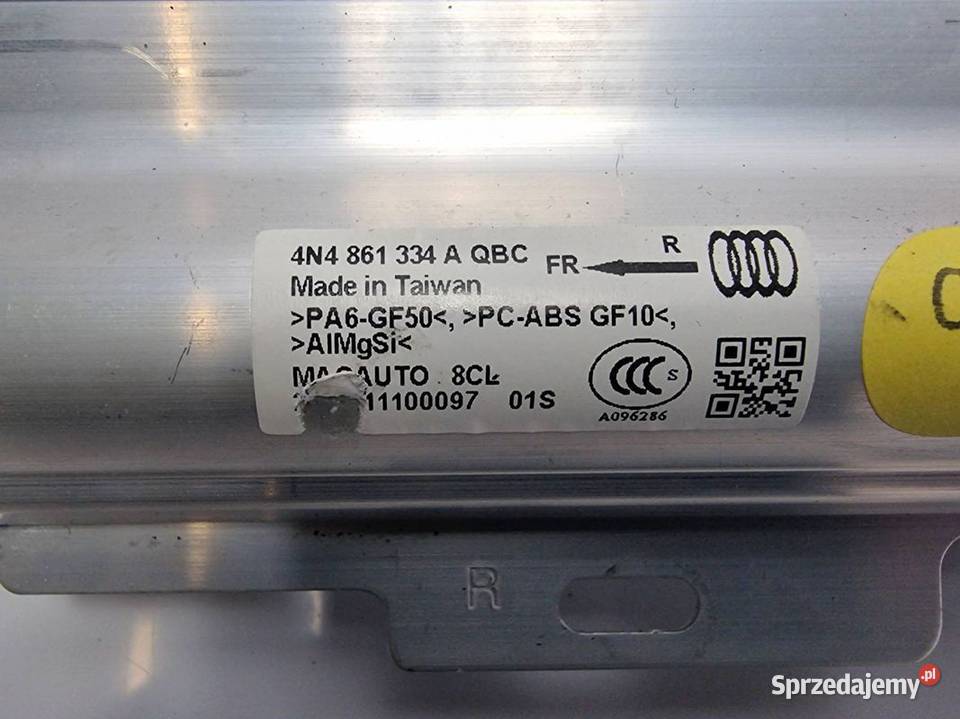 4N4 861 334 A QBC
FR R
Made in Taiwan
>PA6-GF50<, >PC-ABS GF10<,
>AlMgSi<
8CL
11100097 01S
CCC S
A096286
R
Sprzedajemy.pl